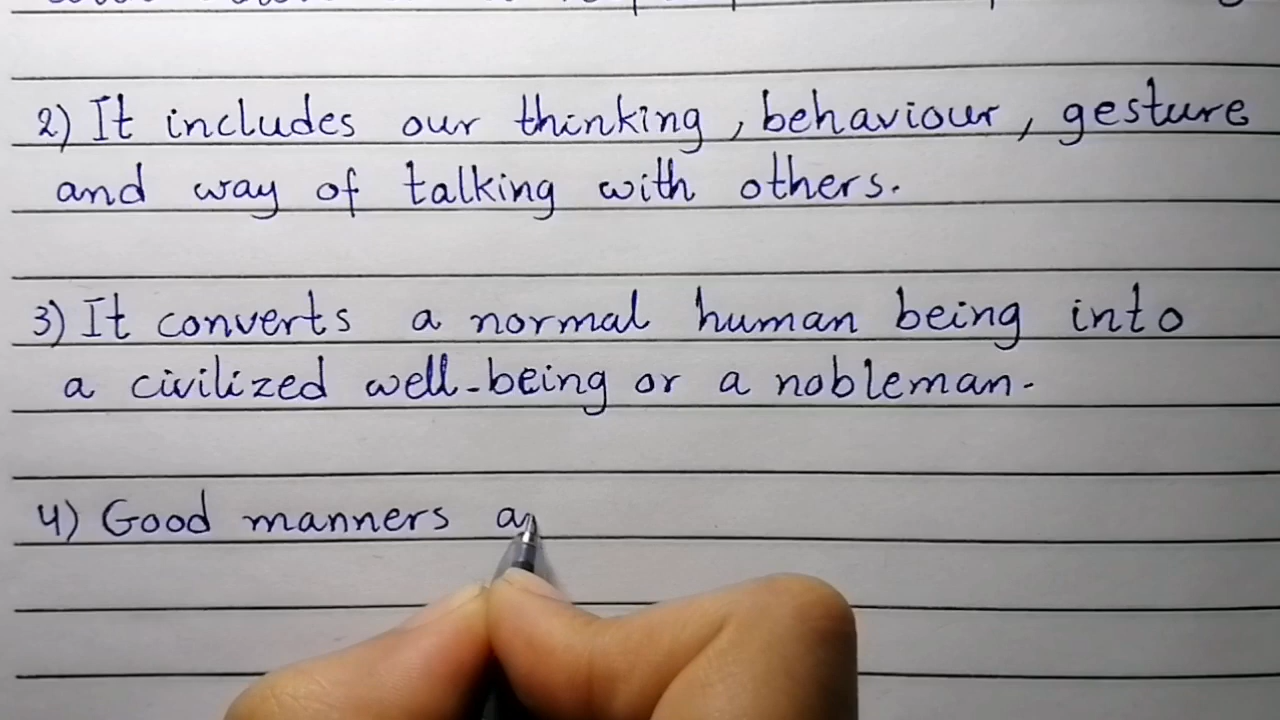 2) It includes our thinking, behaviour, gesture
and way of talking with others.
3) It converts a normal human being into
a civilized well-being or a nobleman.
4) Good manners a